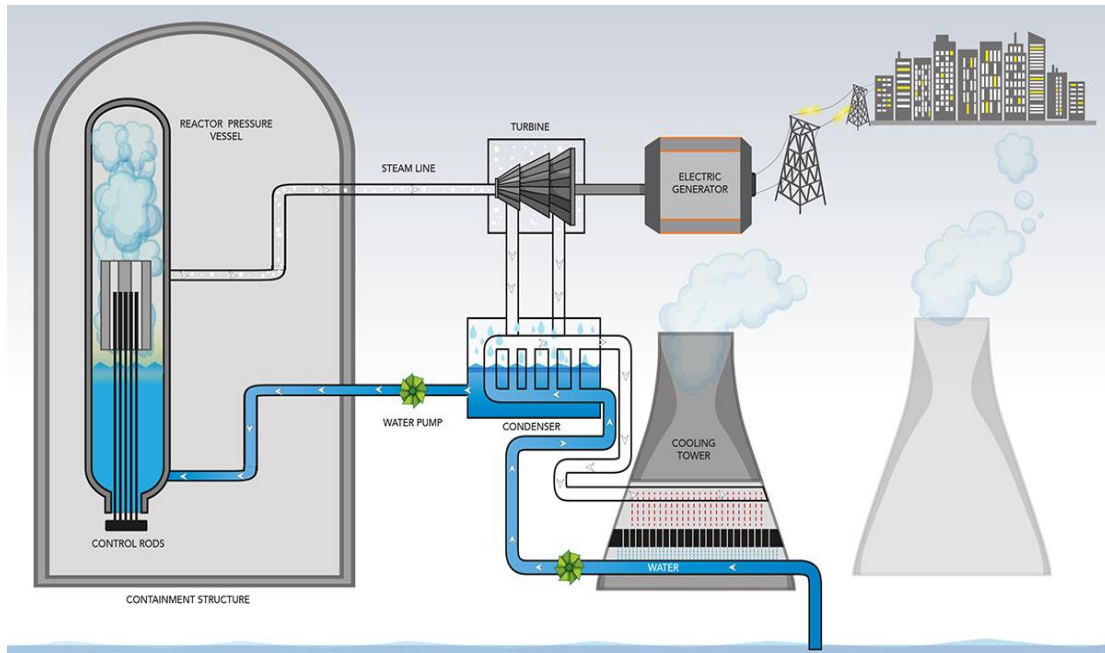 REACTOR PRESSURE
VESSEL
STEAM LINE
TURBINE
ELECTRIC
GENERATOR
WATER PUMP
CONDENSER
COOLING
TOWER
CONTROL RODS
WATER
CONTAINMENT STRUCTURE